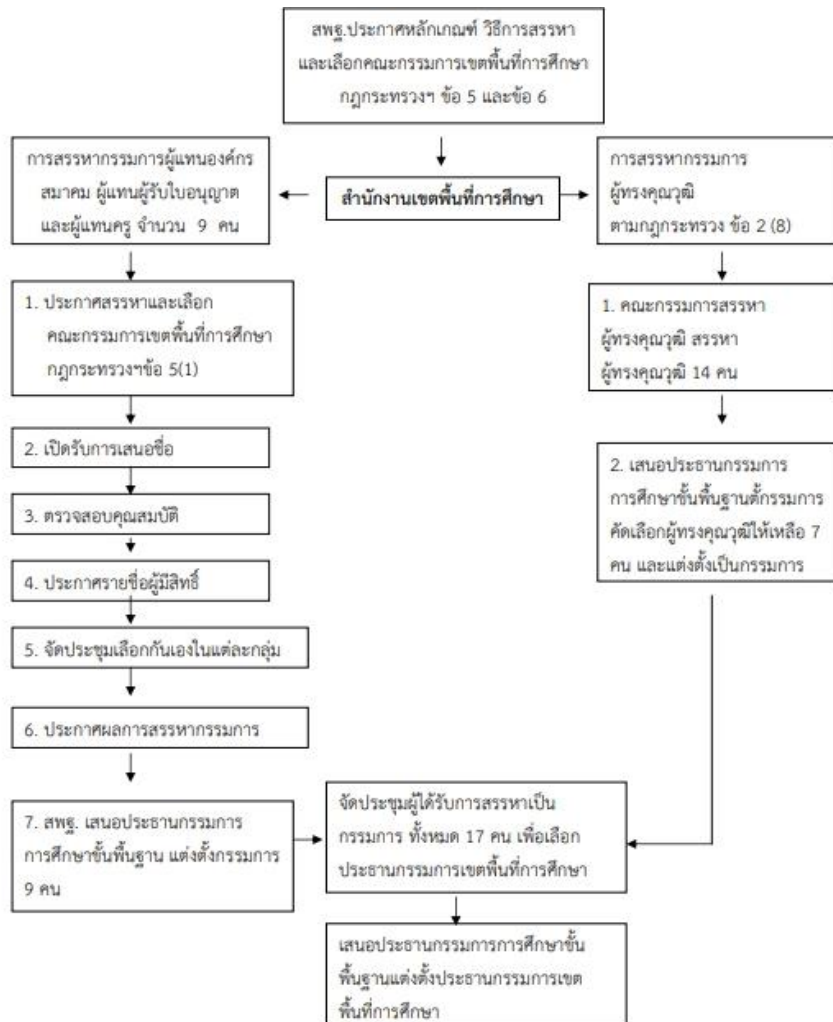 สพฐ.ประกาศหลักเกณฑ์ วิธีการสรรหา
และเลือกคณะกรรมการเขตพื้นที่การศึกษา
กฎกระทรวงฯ ข้อ 5 และข้อ 6
การสรรหากรรมการผู้แทนองค์กร
สมาคม ผู้แทนผู้รับใบอนุญาต
และผู้แทนครู จำนวน 9 คน
สำนักงานเขตพื้นที่การศึกษา
การสรรหากรรมการ
ผู้ทรงคุณวุฒิ
ตามกฎกระทรวง ข้อ 2 (8)
1. ประกาศสรรหาและเลือก
คณะกรรมการเขตพื้นที่การศึกษา
กฎกระทรวงฯข้อ 5(1)
2. เปิดรับการเสนอชื่อ
3. ตรวจสอบคุณสมบัติ
4. ประกาศรายชื่อผู้มีสิทธิ์
5. จัดประชุมเลือกกันเองในแต่ละกลุ่ม
6. ประกาศผลการสรรหากรรมการ
7. สพฐ. เสนอประธานกรรมการ
การศึกษาขั้นพื้นฐาน แต่งตั้งกรรมการ
9 คน
1. คณะกรรมการสรรหา
ผู้ทรงคุณวุฒิ สรรหา
ผู้ทรงคุณวุฒิ 14 คน
2. เสนอประธานกรรมการ
การศึกษาขั้นพื้นฐานตั้กรรมการ
คัดเลือกผู้ทรงคุณวุฒิให้เหลือ 7
คน และแต่งตั้งเป็นกรรมการ
จัดประชุมผู้ได้รับการสรรหาเป็น
กรรมการ ทั้งหมด 17 คน เพื่อเลือก
ประธานกรรมการเขตพื้นที่การศึกษา
เสนอประธานกรรมการการศึกษาขั้น
พื้นฐานแต่งตั้งประธานกรรมการเขต
พื้นที่การศึกษา